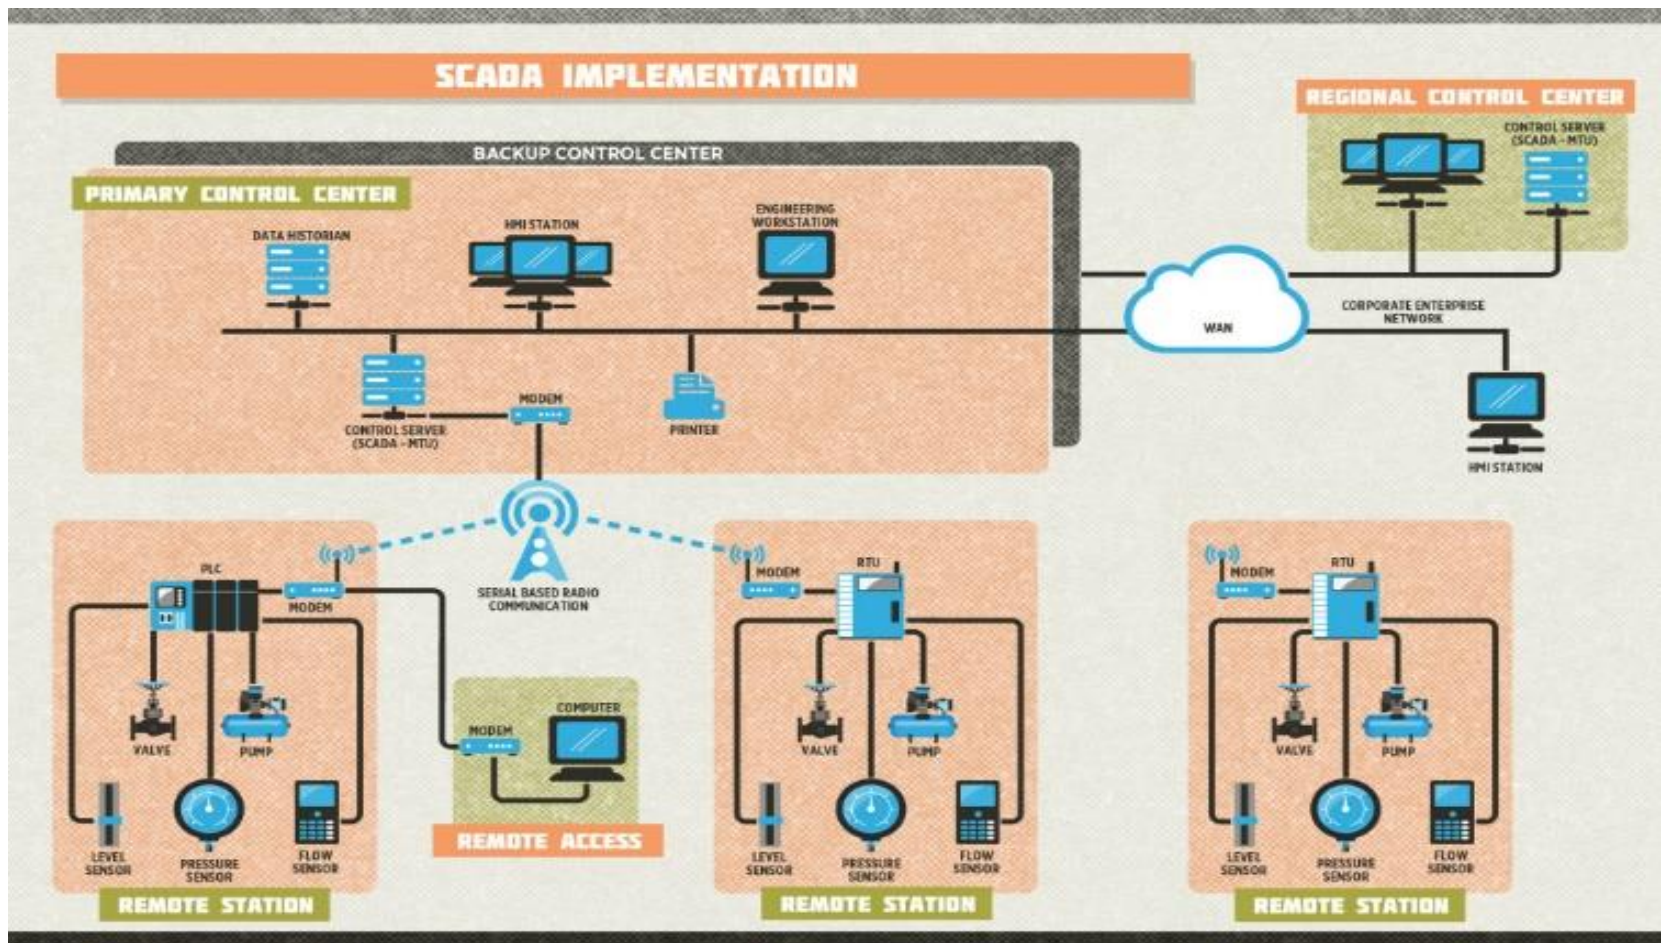 SCADA IMPLEMENTATION
REGIONAL CONTROL CENTER
CONTROL SERVER
(SCADA - MTU)
BACKUP CONTROL CENTER
PRIMARY CONTROL CENTER
DATA HISTORIAN
HMI STATION
ENGINEERING
WORKSTATION
WAN
CORPORATE ENTERPRISE
NETWORK
CONTROL SERVER
(SCADA - MTU)
MODEM
PRINTER
HMI STATION
SERIAL BASED RADIO
COMMUNICATION
PLC
MODEM
VALVE
PUMP
LEVEL
SENSOR
PRESSURE
SENSOR
FLOW
SENSOR
REMOTE STATION
MODEM
COMPUTER
REMOTE ACCESS
MODEM
RTU
VALVE
PUMP
LEVEL
SENSOR
PRESSURE
SENSOR
FLOW
SENSOR
REMOTE STATION
MODEM
RTU
VALVE
PUMP
LEVEL
SENSOR
PRESSURE
SENSOR
FLOW
SENSOR
REMOTE STATION